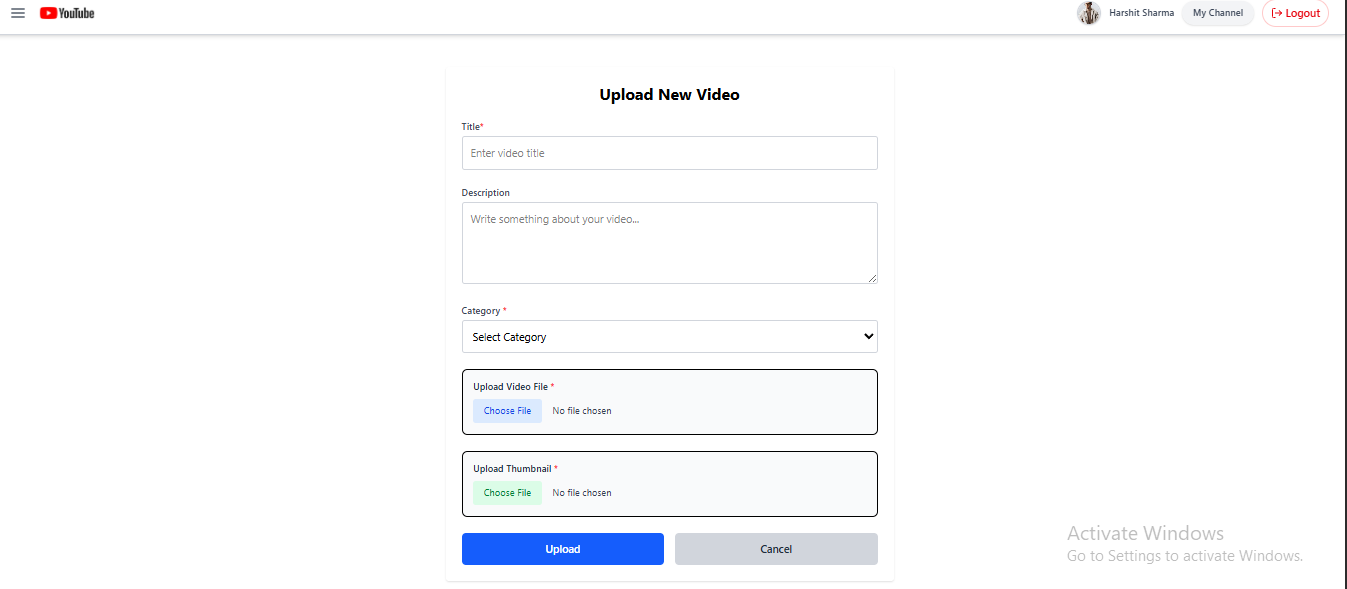 YouTube
Harshit Sharma
My Channel
Logout
Upload New Video
Title*
Enter video title
Description
Write something about your video...
Category *
Select Category
Upload Video File *
Choose File No file chosen
Upload Thumbnail *
Choose File No file chosen
Upload
Cancel
Activate Windows
Go to Settings to activate Windows.